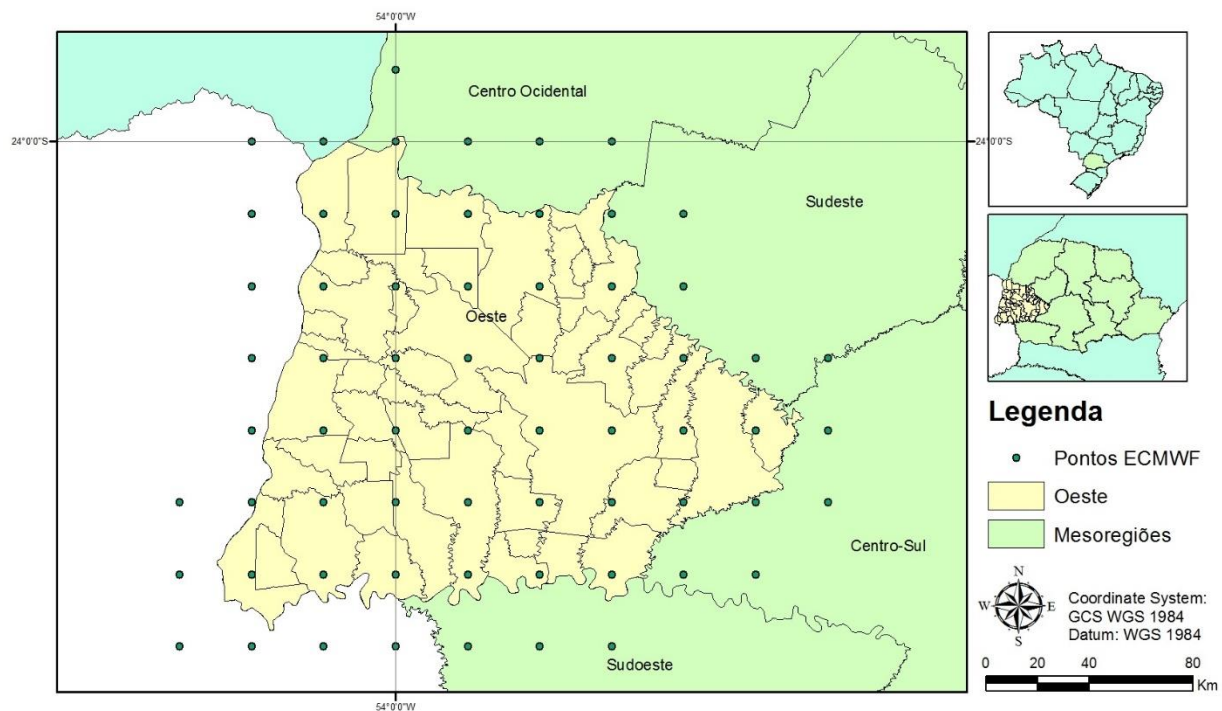 54°0'0"W
Centro Ocidental
24°0'0"S
24°0'0"S
Sudeste
Oeste
Centro-Sul
Sudoeste
54°0'0"W
Legenda
Pontos ECMWF
Oeste
Mesoregiões
N
W
E
S
Coordinate System:
GCS WGS 1984
Datum: WGS 1984
0 20 40 60 80
Km